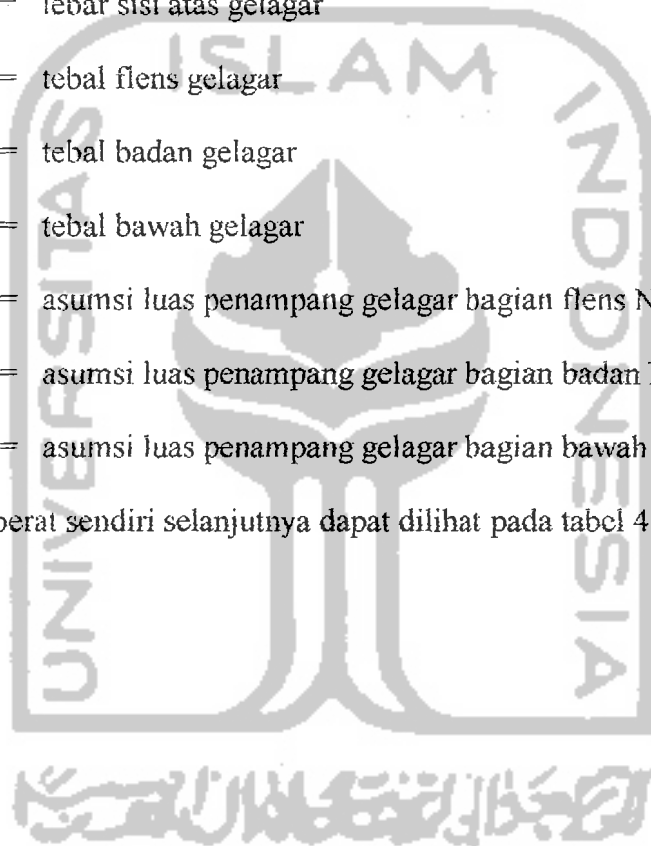 = lebar sisi atas gelagar
= tebal flens gelagar
= tebal badan gelagar
= tebal bawah gelagar
= asumsi luas penampang gelagar bagian flens
= asumsi luas penampang gelagar bagian badan
= asumsi luas penampang gelagar bagian bawah
berat sendiri selanjutnya dapat dilihat pada tabel 4
ISLAM
UNIVERSITAS
INDONESIA